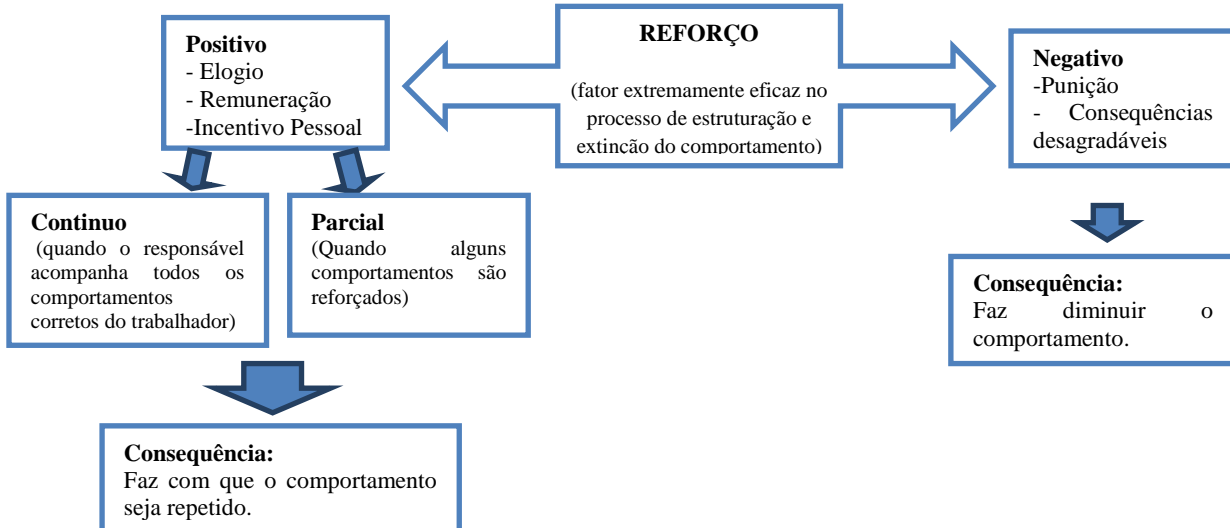 REFORÇO
(fator extremamente eficaz no
processo de estruturação e
extinção do comportamento)
Positivo
- Elogio
- Remuneração
-Incentivo Pessoal
Continuo
(quando o responsável
acompanha todos os
comportamentos
corretos do trabalhador)
Parcial
(Quando alguns
comportamentos são
reforçados)
Consequência:
Faz com que o comportamento
seja repetido.
Negativo
-Punição
- Consequências
desagradáveis
Consequência:
Faz diminuir o
comportamento.